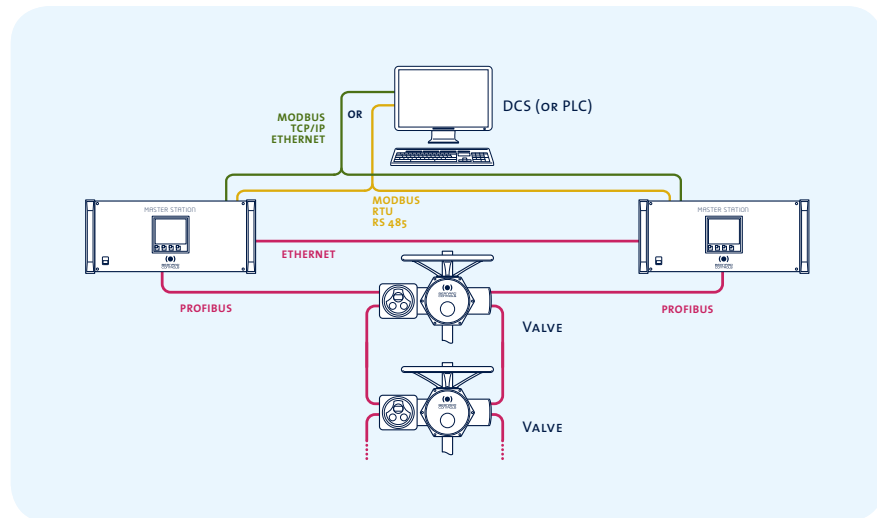 MODBUS
TCP/IP
ETHERNET
OR
DCS (OR PLC)
MASTER STATION
MODBUS
RTU
RS 485
MASTER STATION
ETHERNET
PROFIBUS
PROFIBUS
VALVE
VALVE